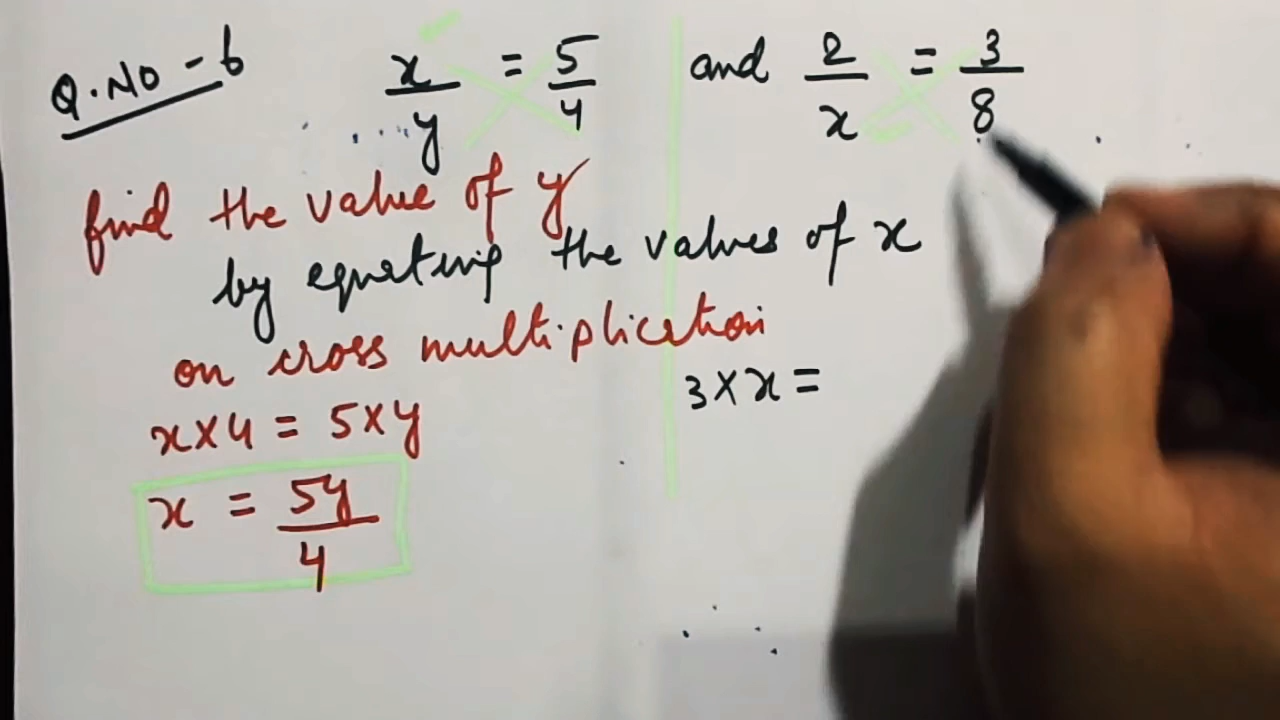 Q.NO - 6
x/y = 5/4 and 2/x = 3/8
find the value of y
by equating the values of x
on cross multiplication
x × 4 = 5 × y
x = 5y/4
3 × x =